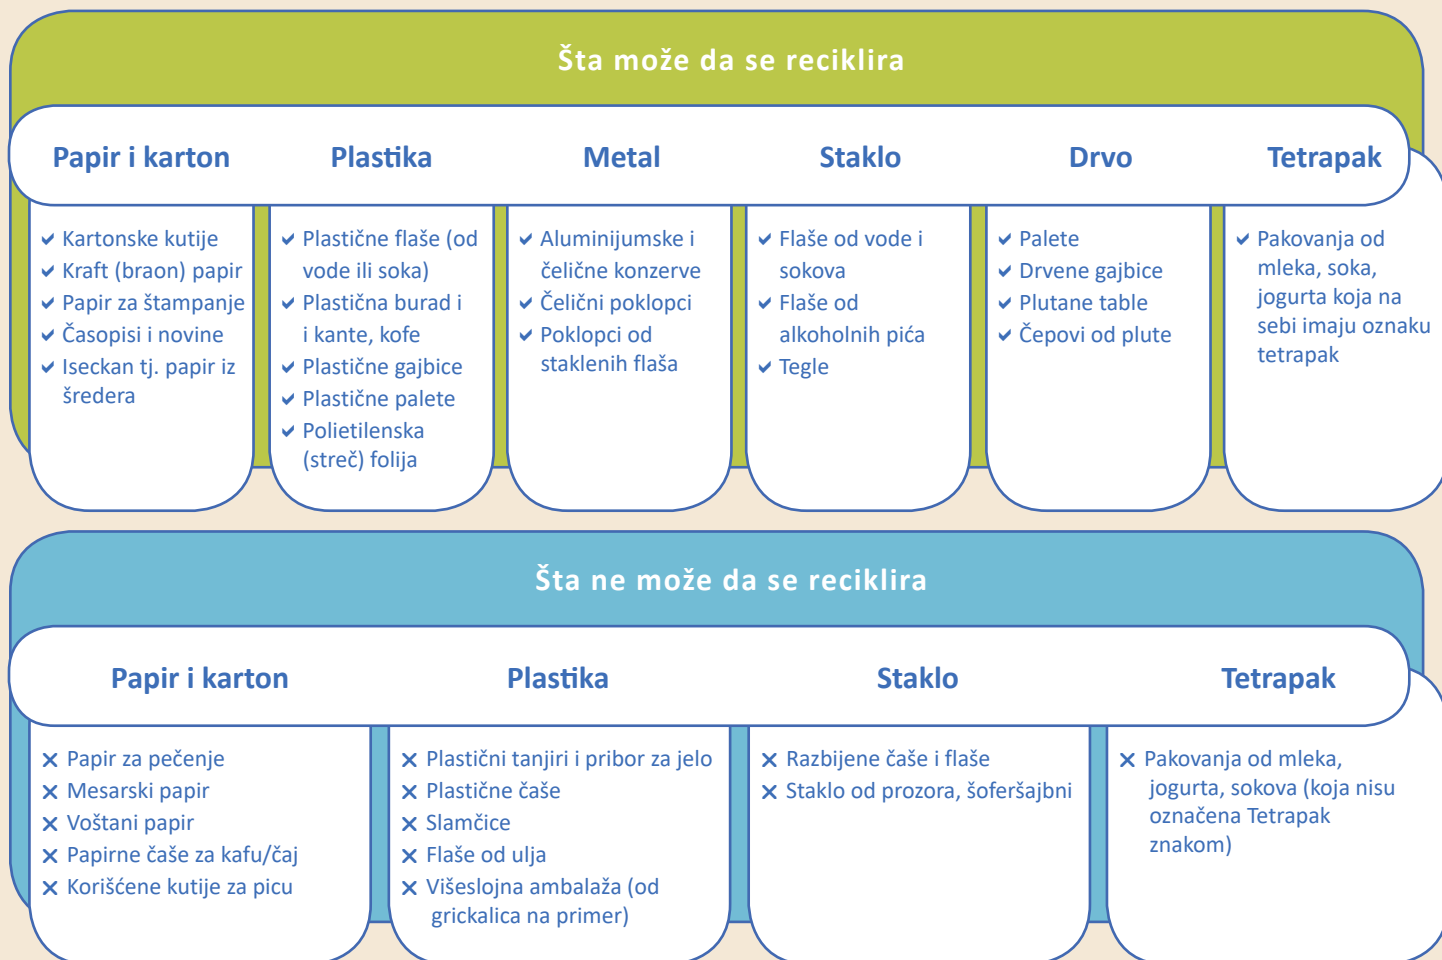 Šta može da se reciklira
Papir i karton
Kartonske kutije
Kraft (braon) papir
Papir za štampanje
Časopisi i novine
Iseckan tj. papir iz
šredera
Plastika
Plastične flaše (od
vode ili soka)
Plastična burad i
i kante, kofe
Plastične gajbice
Plastične palete
Polietilenska
(streč) folija
Metal
Aluminijumske i
čelične konzerve
Čelični poklopci
Poklopci od
staklenih flaša
Staklo
Flaše od vode i
sokova
Flaše od
alkoholnih pića
Tegle
Drvo
Palete
Drvene gajbice
Plutane table
Čepovi od plute
Tetrapak
Pakovanja od
mleka, soka,
jogurta koja na
sebi imaju oznaku
tetrapak
Šta ne može da se reciklira
Papir i karton
Papir za pečenje
Mesarski papir
Voštani papir
Papirne čaše za kafu/čaj
Korišćene kutije za picu
Plastika
Plastični tanjiri i pribor za jelo
Plastične čaše
Slamčice
Flaše od ulja
Višeslojna ambalaža (od
grickalica na primer)
Staklo
Razbijene čaše i flaše
Staklo od prozora, šoferšajbni
Tetrapak
Pakovanja od mleka,
jogurta, sokova (koja nisu
označena Tetrapak
znakom)